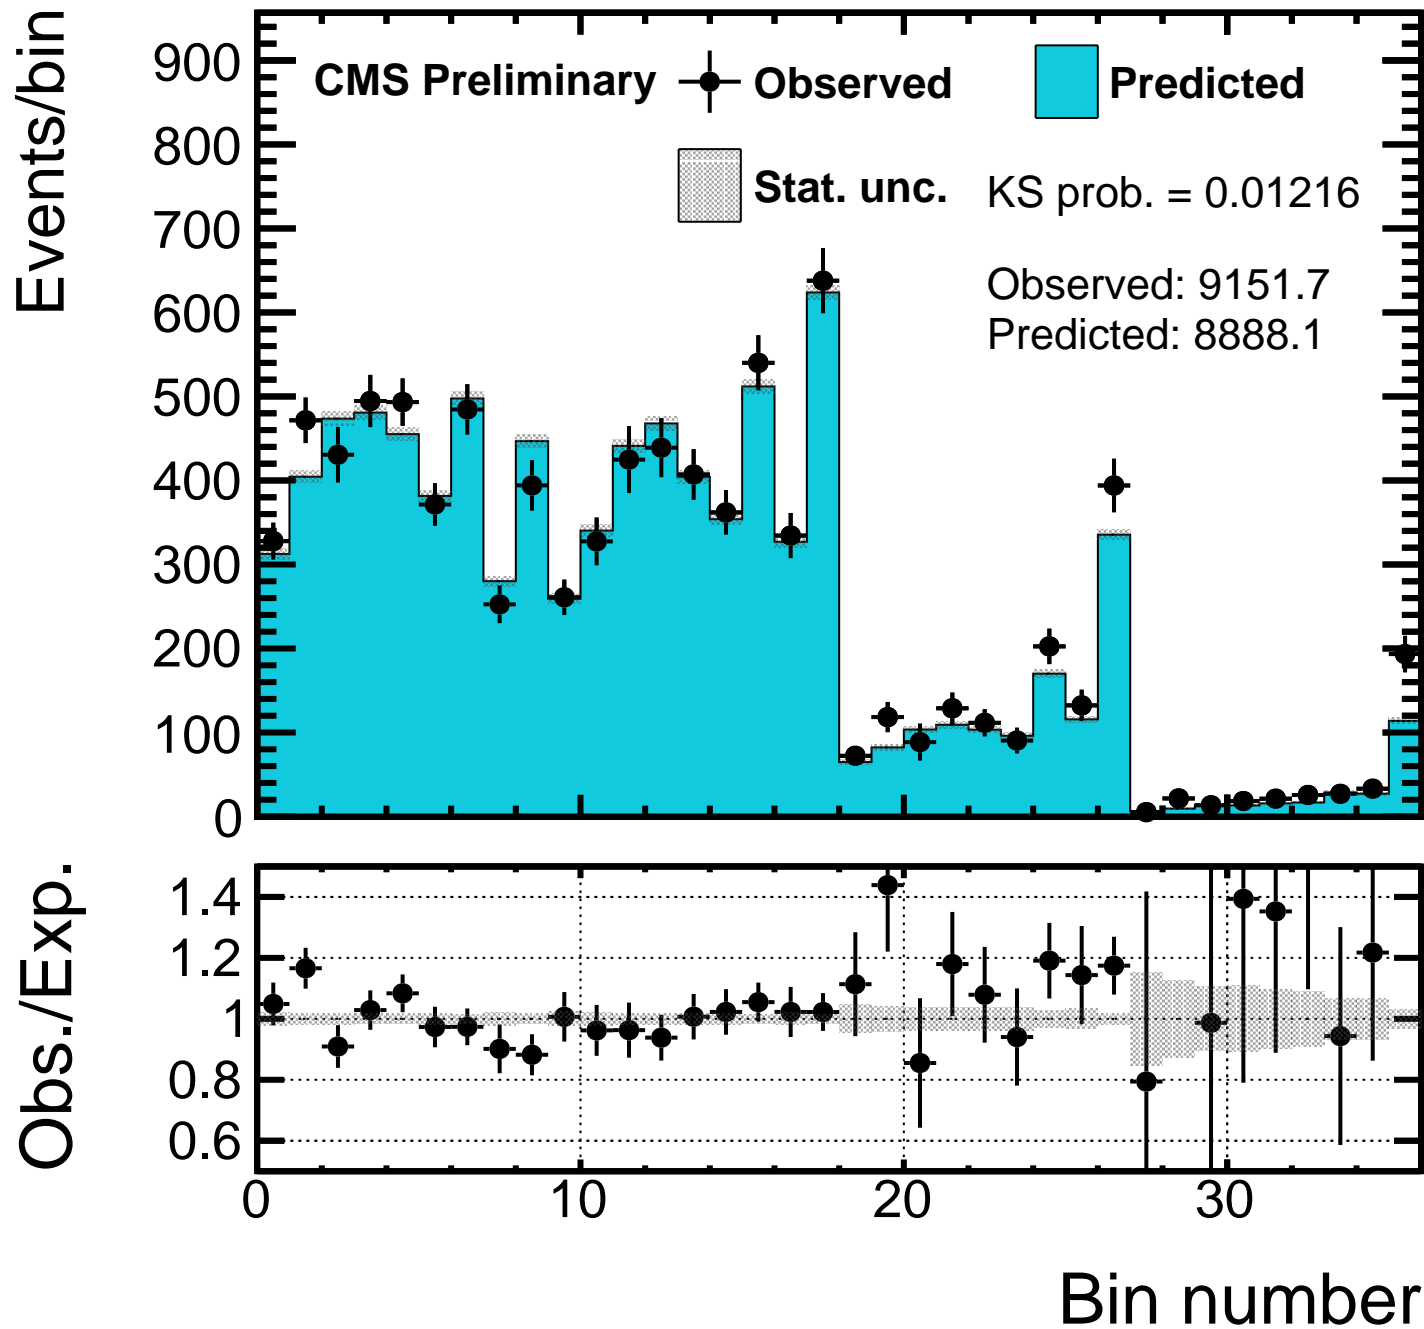 Events/bin
900
800
700
600
500
400
300
200
100
0
CMS Preliminary
Observed
Predicted
Stat. unc.
KS prob. = 0.01216
Observed: 9151.7
Predicted: 8888.1
Obs./Exp.
1.4
1.2
1
0.8
0.6
0 10 20 30
Bin number